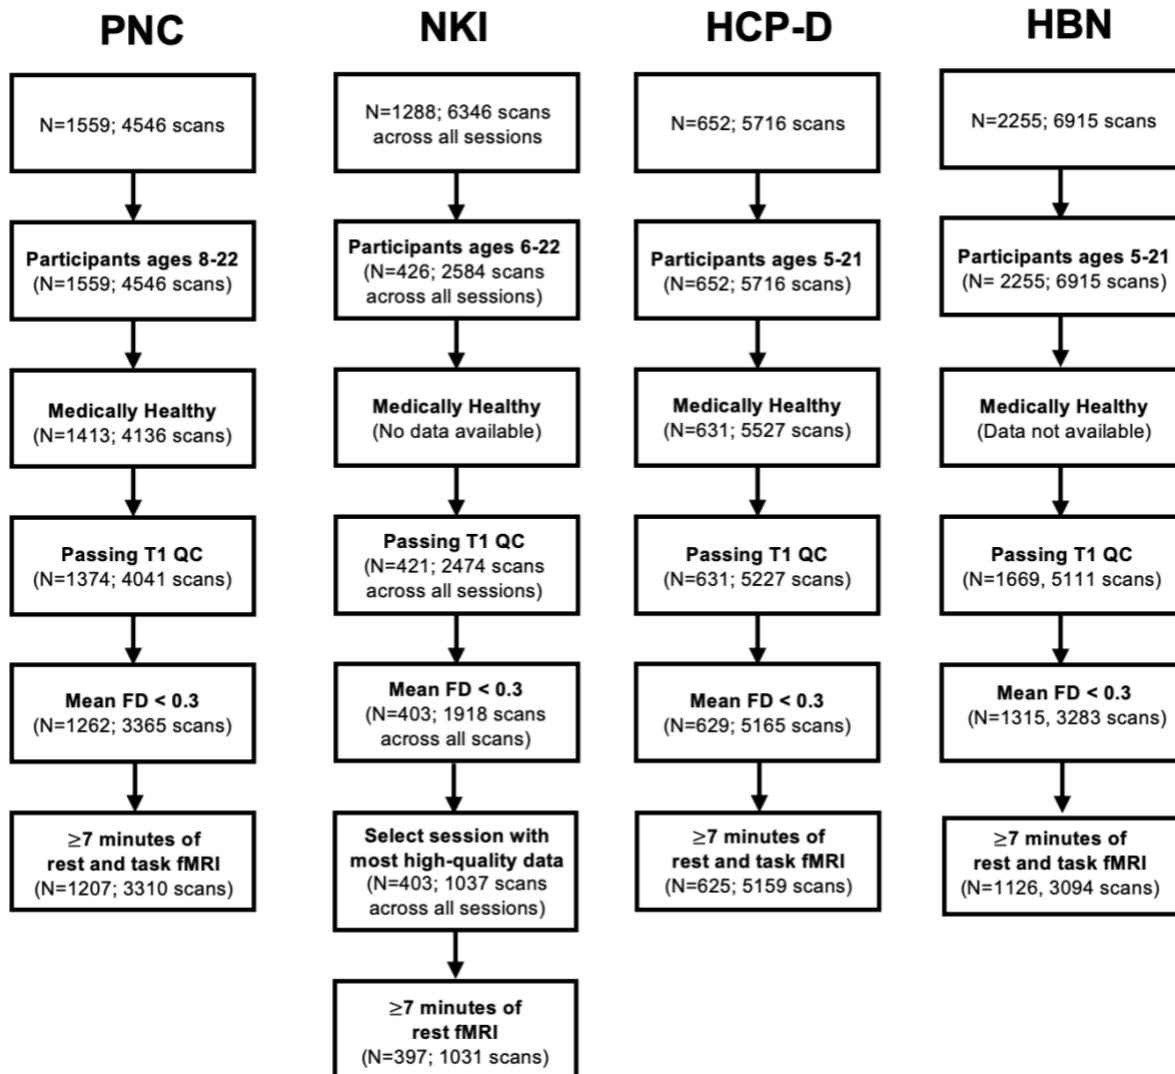 PNC
N=1559; 4546 scans
Participants ages 8-22
(N=1559; 4546 scans)
Medically Healthy
(N=1413; 4136 scans)
Passing T1 QC
(N=1374; 4041 scans)
Mean FD < 0.3
(N=1262; 3365 scans)
≥7 minutes of
rest and task fMRI
(N=1207; 3310 scans)
NKI
N=1288; 6346 scans
across all sessions
Participants ages 6-22
(N=426; 2584 scans
across all sessions)
Medically Healthy
(No data available)
Passing T1 QC
(N=421; 2474 scans
across all sessions)
Mean FD < 0.3
(N=403; 1918 scans
across all scans)
Select session with
most high-quality data
(N=403; 1037 scans
across all sessions)
≥7 minutes of
rest fMRI
(N=397; 1031 scans)
HCP-D
N=652; 5716 scans
Participants ages 5-21
(N=652; 5716 scans)
Medically Healthy
(N=631; 5527 scans)
Passing T1 QC
(N=631; 5227 scans)
Mean FD < 0.3
(N=629; 5165 scans)
≥7 minutes of
rest and task fMRI
(N=625; 5159 scans)
HBN
N=2255; 6915 scans
Participants ages 5-21
(N= 2255; 6915 scans)
Medically Healthy
(Data not available)
Passing T1 QC
(N=1669, 5111 scans)
Mean FD < 0.3
(N=1315, 3283 scans)
≥7 minutes of
rest and task fMRI
(N=1126, 3094 scans)